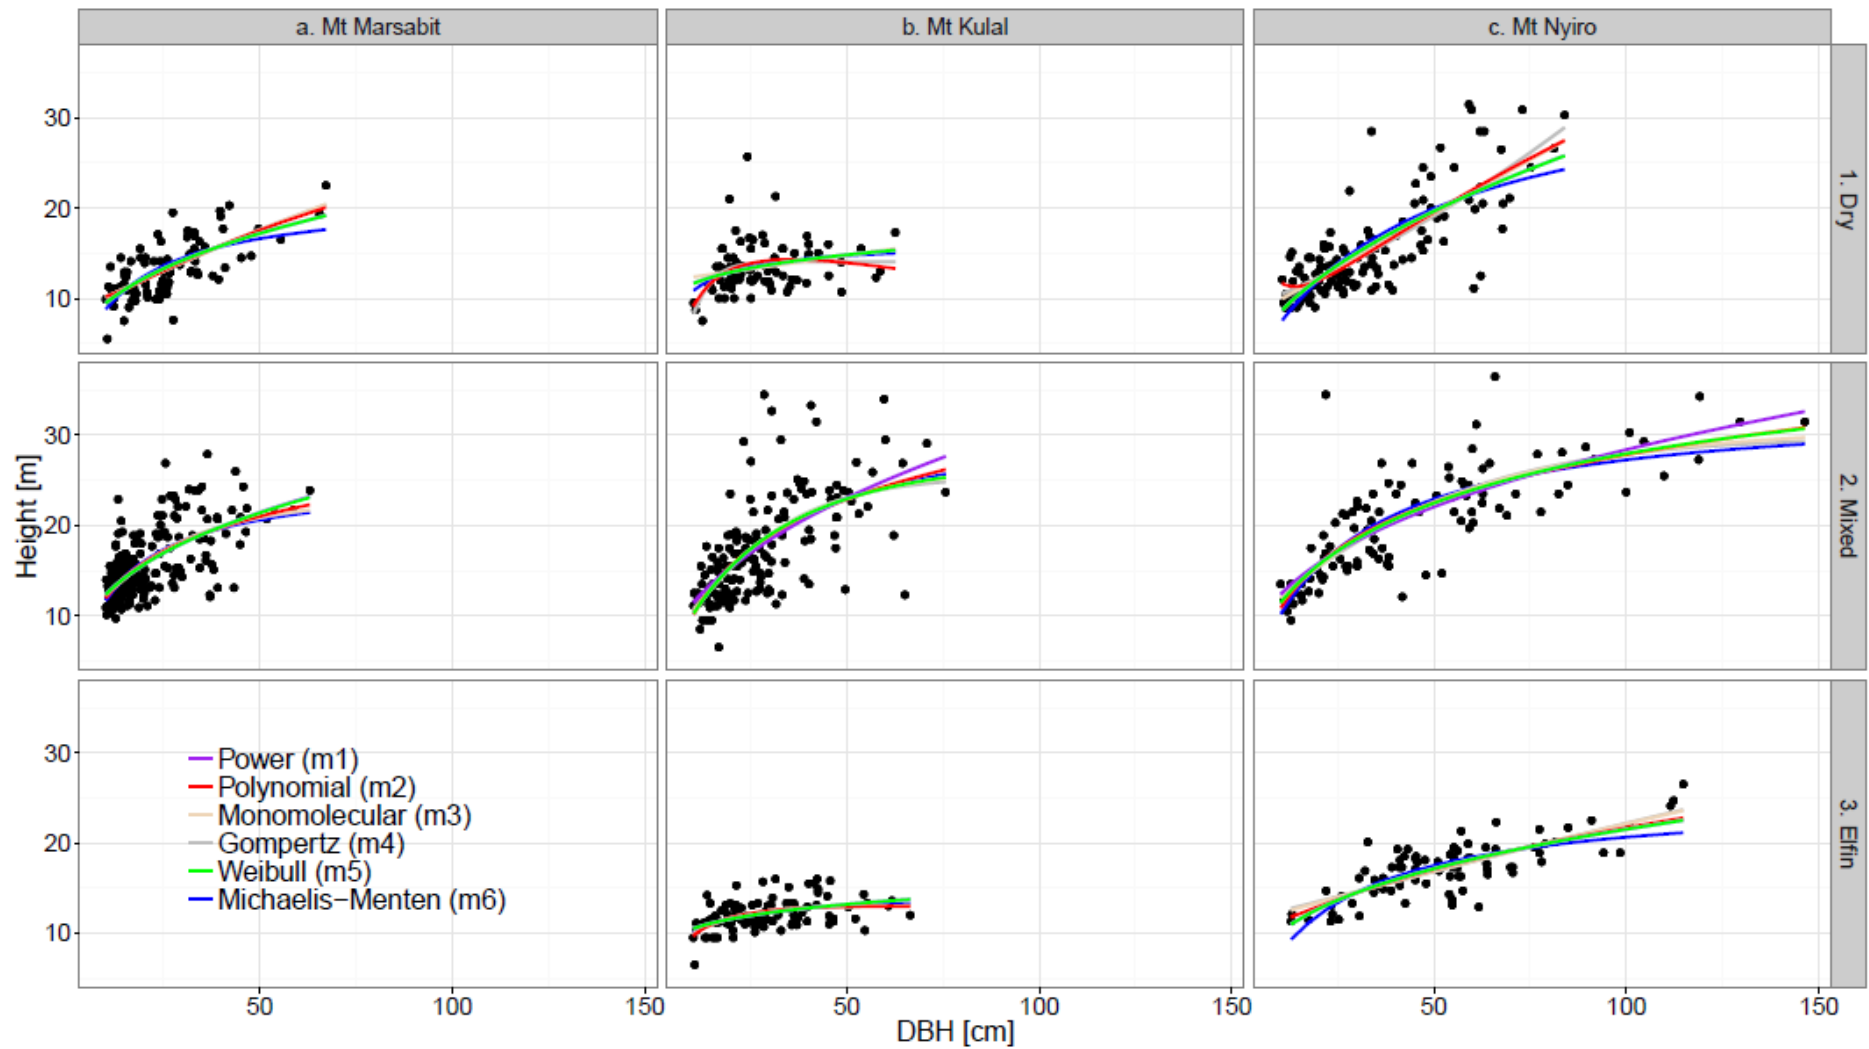 a. Mt Marsabit
b. Mt Kulal
c. Mt Nyiro
30
20
10
1. Dry
30
20
10
2. Mixed
Height [m]
30
20
10
3. Elfin
Power (m1)
Polynomial (m2)
Monomolecular (m3)
Gompertz (m4)
Weibull (m5)
Michaelis−Menten (m6)
50 100 150
50 100 150
50 100 150
DBH [cm]